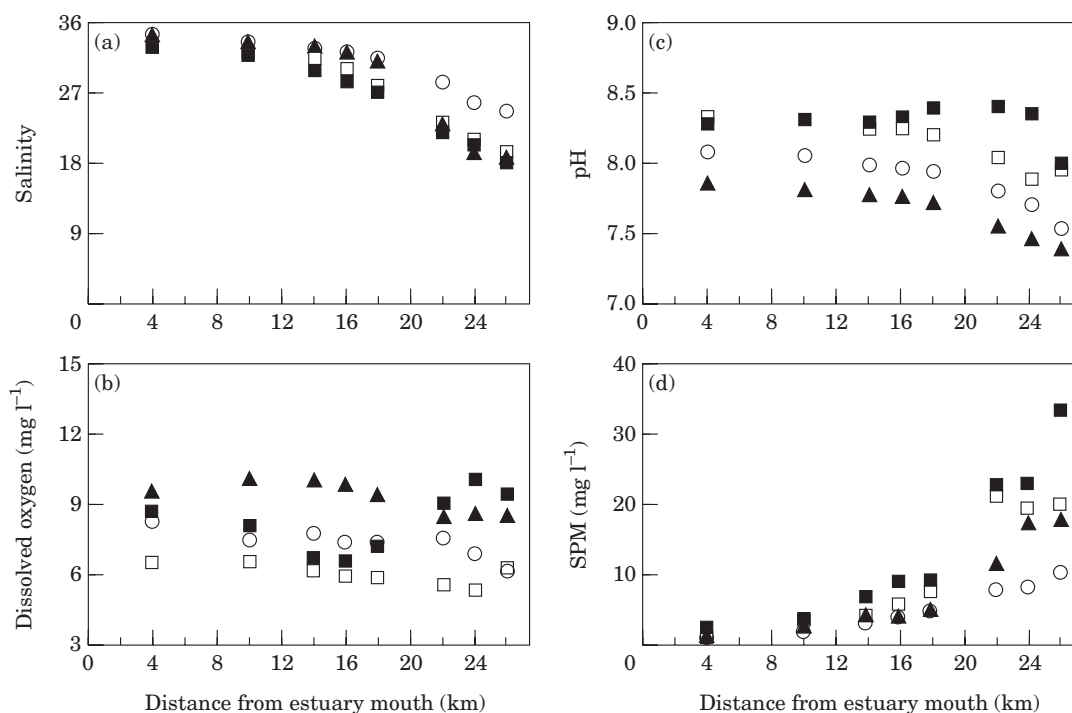 (a)
Salinity
36
27
18
9
0 4 8 12 16 20 24
(c)
pH
9.0
8.5
8.0
7.5
7.0
0 4 8 12 16 20 24
(b)
Dissolved oxygen (mg l⁻¹)
15
12
9
6
3
0 4 8 12 16 20 24
Distance from estuary mouth (km)
(d)
SPM (mg l⁻¹)
40
30
20
10
0 4 8 12 16 20 24
Distance from estuary mouth (km)